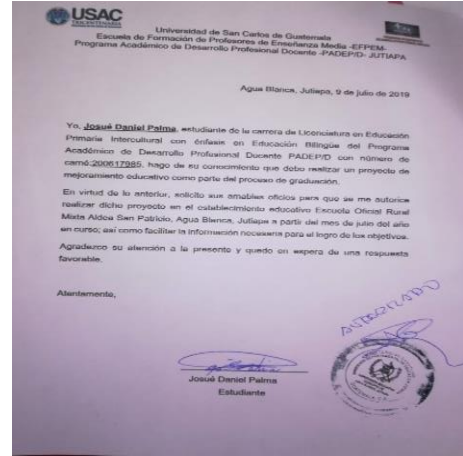 USAC
TRICENTENARIA
Universidad de San Carlos de Guatemala
Escuela de Formación de Profesores de Enseñanza Media -EFPEM-
Programa Académico de Desarrollo Profesional Docente -PADEP/D- JUTIAPA
Agua Blanca, Jutiapa, 9 de julio de 2019
Yo, Josué Daniel Palma, estudiante de la carrera de Licenciatura en Educación
Primaria Intercultural con énfasis en Educación Bilingüe del Programa
Académico de Desarrollo Profesional Docente PADEP/D con número de
carné:200617985, hago de su conocimiento que debo realizar un proyecto de
mejoramiento educativo como parte del proceso de graduación.
En virtud de lo anterior, solicito sus amables oficios para que se me autorice
realizar dicho proyecto en el establecimiento educativo Escuela Oficial Rural
Mixta Aldea San Patricio, Agua Blanca, Jutiapa a partir del mes de julio del año
en curso; así como facilitar la información necesaria para el logro de los objetivos.
Agradezco su atención a la presente y quedo en espera de una respuesta
favorable.
Atentamente,
AUTORIZADO
Josué Daniel Palma
Estudiante